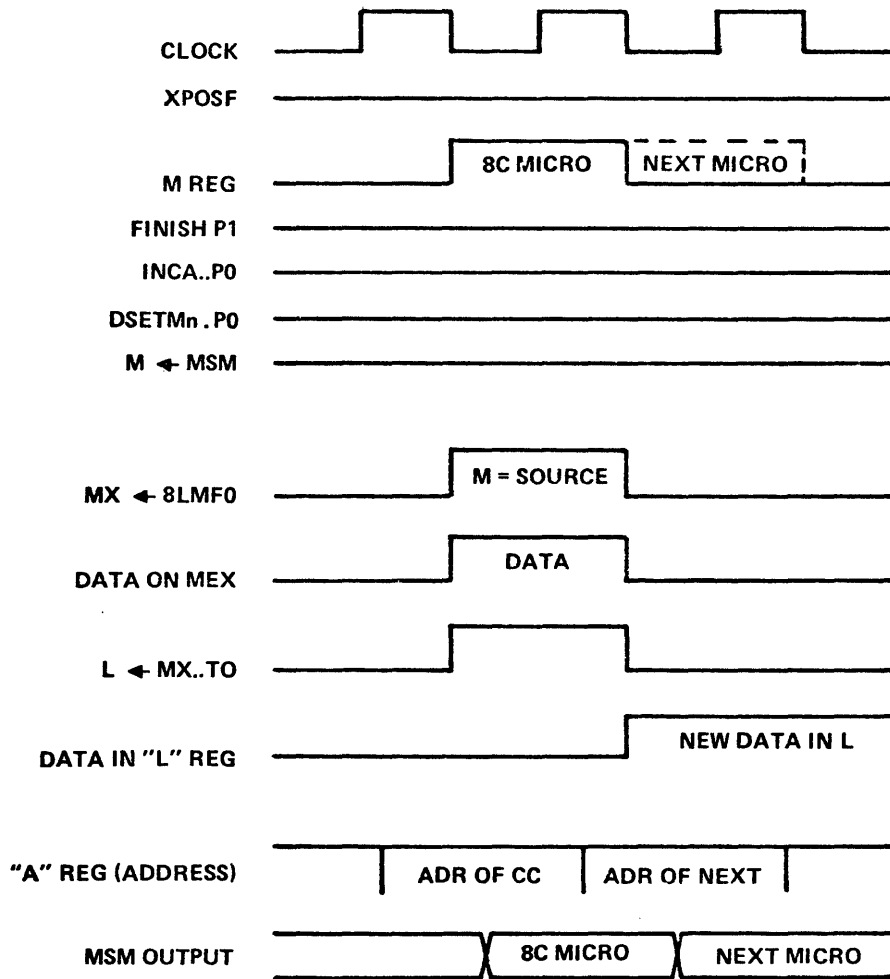 CLOCK
XPOSF
M REG 8C MICRO NEXT MICRO
FINISH P1
INCA..P0
DSETMn . P0
M ← MSM
MX ← 8LMF0 M = SOURCE
DATA ON MEX DATA
L ← MX..TO
DATA IN "L" REG NEW DATA IN L
"A" REG (ADDRESS) ADR OF CC ADR OF NEXT
MSM OUTPUT 8C MICRO NEXT MICRO